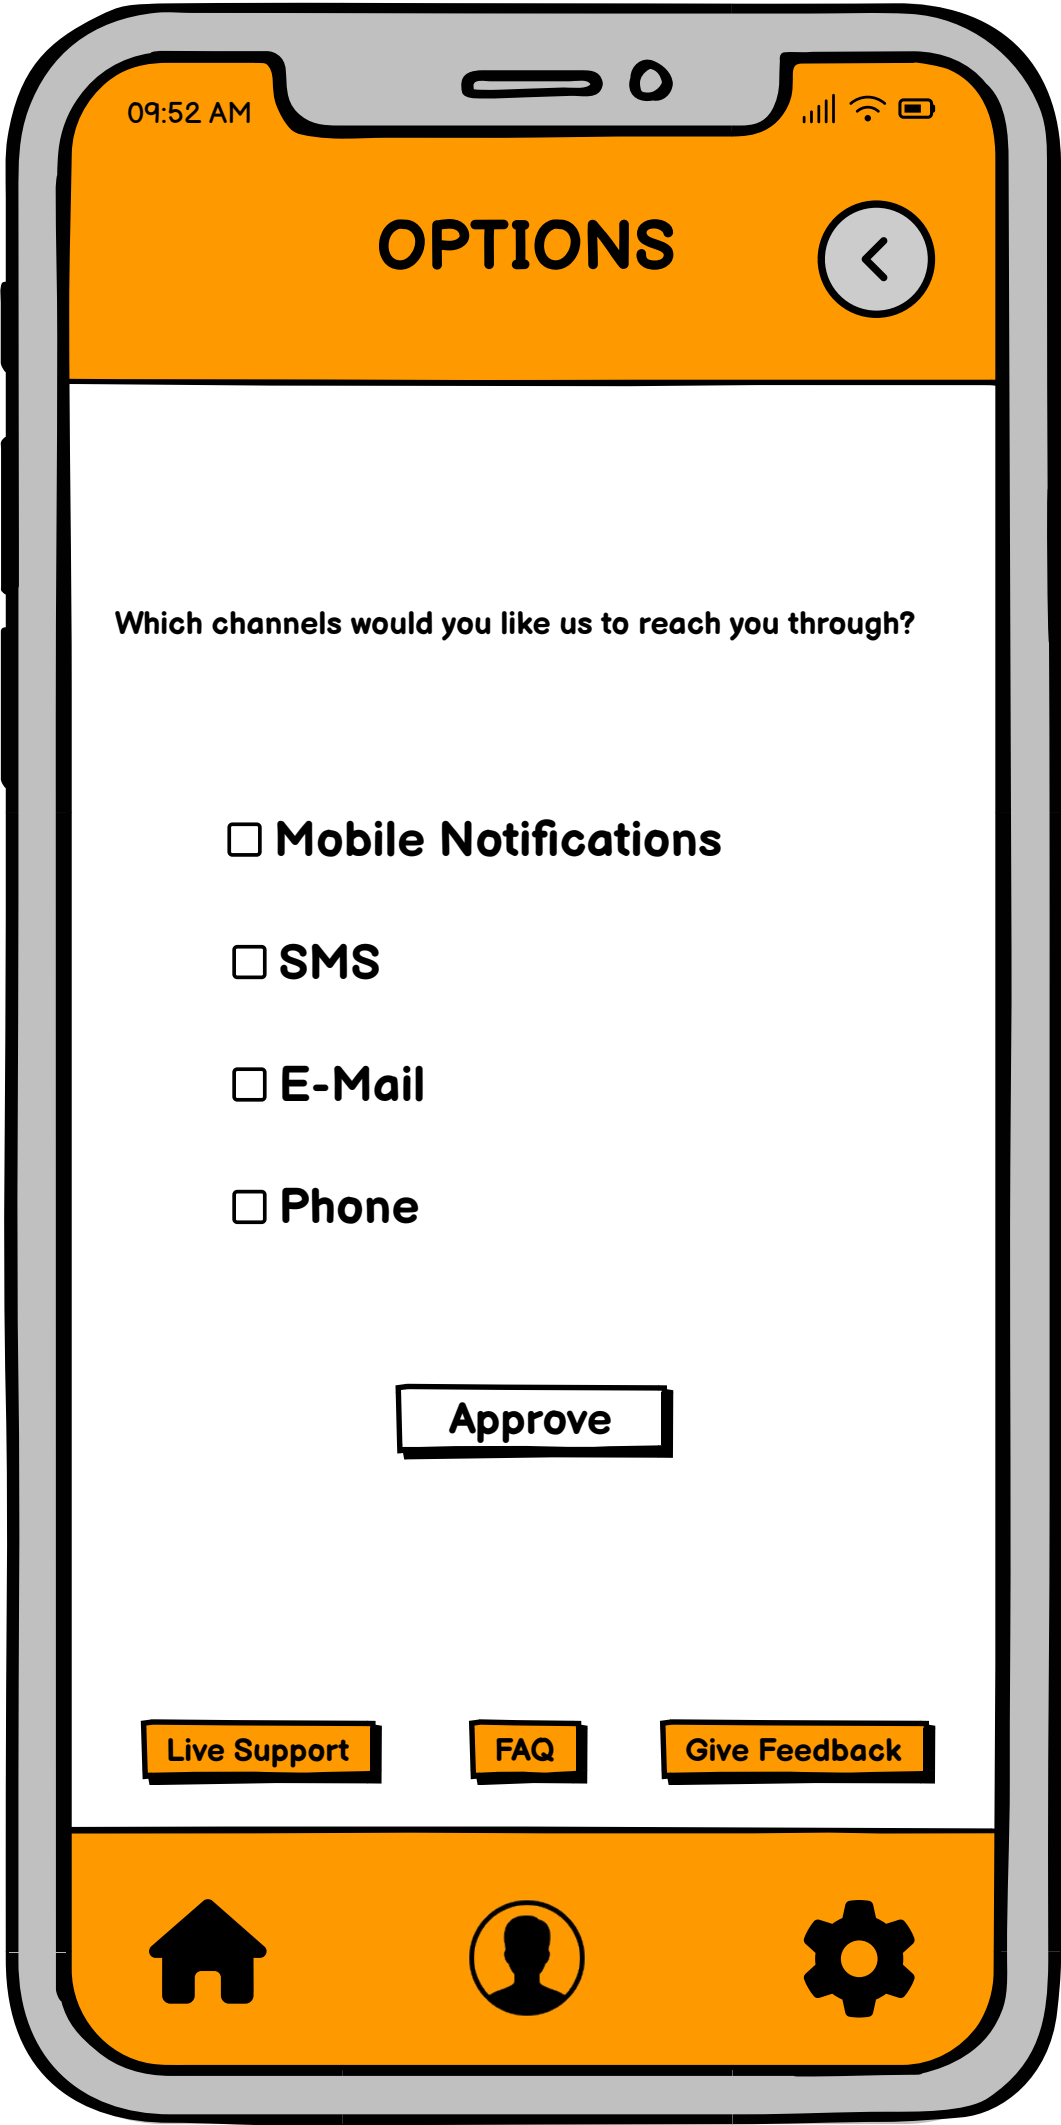 09:52 AM
OPTIONS
Which channels would you like us to reach you through?
Mobile Notifications
SMS
E-Mail
Phone
Approve
Live Support
FAQ
Give Feedback